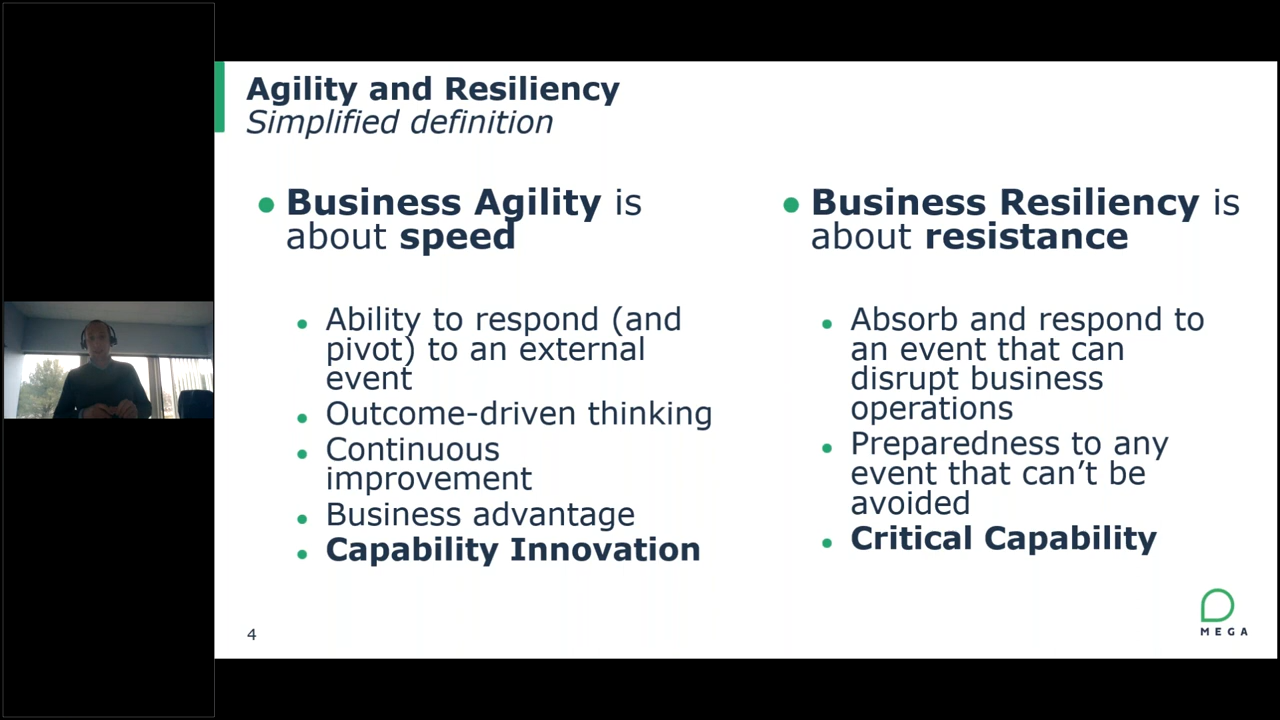 Agility and Resiliency
Simplified definition
Business Agility is
about speed
Ability to respond (and
pivot) to an external
event
Outcome-driven thinking
Continuous
improvement
Business advantage
Capability Innovation
Business Resiliency is
about resistance
Absorb and respond to
an event that can
disrupt business
operations
Preparedness to any
event that can’t be
avoided
Critical Capability
4
MEGA